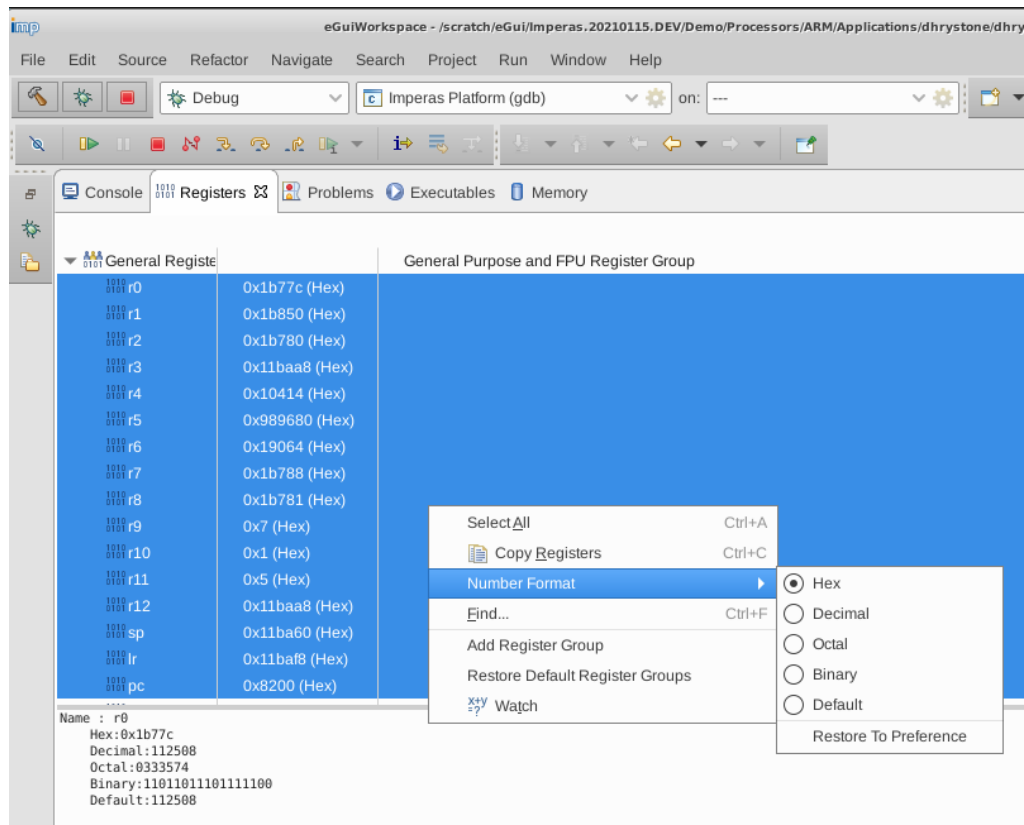 imp eGuiWorkspace - /scratch/eGui/Imperas.20210115.DEV/Demo/Processors/ARM/Applications/dhrystone/dhry
File Edit Source Refactor Navigate Search Project Run Window Help
Debug Imperas Platform (gdb) on: ---
Console Registers Problems Executables Memory
General Registe General Purpose and FPU Register Group
r0 0x1b77c (Hex)
r1 0x1b850 (Hex)
r2 0x1b780 (Hex)
r3 0x11baa8 (Hex)
r4 0x10414 (Hex)
r5 0x989680 (Hex)
r6 0x19064 (Hex)
r7 0x1b788 (Hex)
r8 0x1b781 (Hex)
r9 0x7 (Hex)
r10 0x1 (Hex)
r11 0x5 (Hex)
r12 0x11baa8 (Hex)
sp 0x11ba60 (Hex)
lr 0x11baf8 (Hex)
pc 0x8200 (Hex)
Select All Ctrl+A
Copy Registers Ctrl+C
Number Format
Find... Ctrl+F
Add Register Group
Restore Default Register Groups
x+y=? Watch
Hex
Decimal
Octal
Binary
Default
Restore To Preference
Name : r0
Hex:0x1b77c
Decimal:112508
Octal:0333574
Binary:11011011101111100
Default:112508